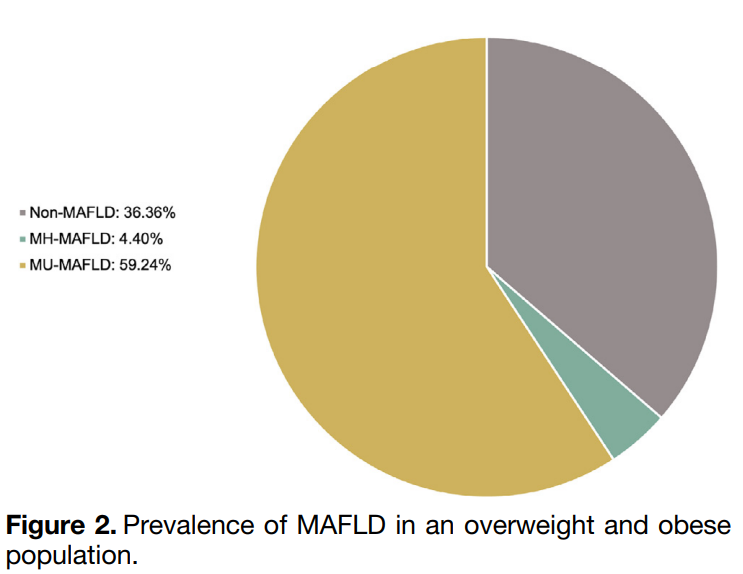 Non-MAFLD: 36.36%
MH-MAFLD: 4.40%
MU-MAFLD: 59.24%
Figure 2. Prevalence of MAFLD in an overweight and obese
population.